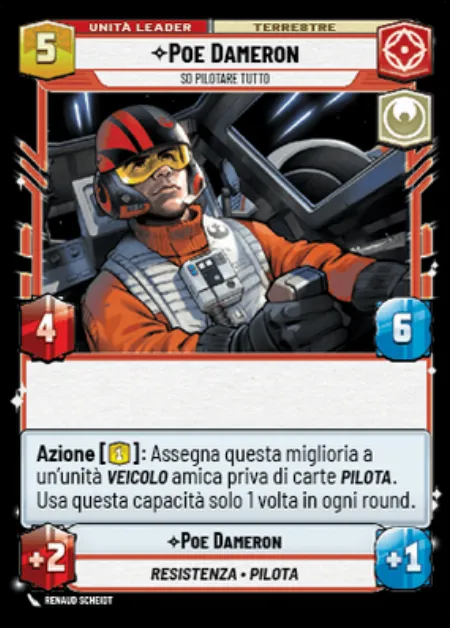 UNITÀ LEADER
TERRESTRE
5
POE DAMERON
SO PILOTARE TUTTO
4
6
Azione [1]: Assegna questa miglioria a
un'unità VEICOLO amica priva di carte PILOTA.
Usa questa capacità solo 1 volta in ogni round.
+2
POE DAMERON
+1
RESISTENZA • PILOTA
RENAUD SCHEIDT